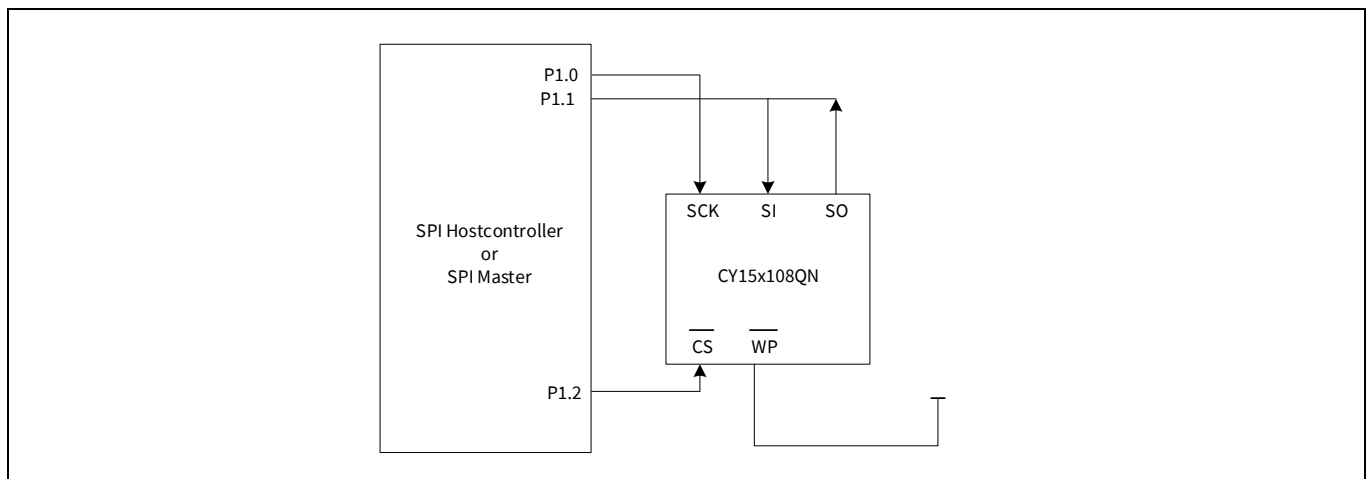 P1.0
P1.1
SPI Hostcontroller
or
SPI Master
P1.2
SCK SI SO
CY15x108QN
CS WP